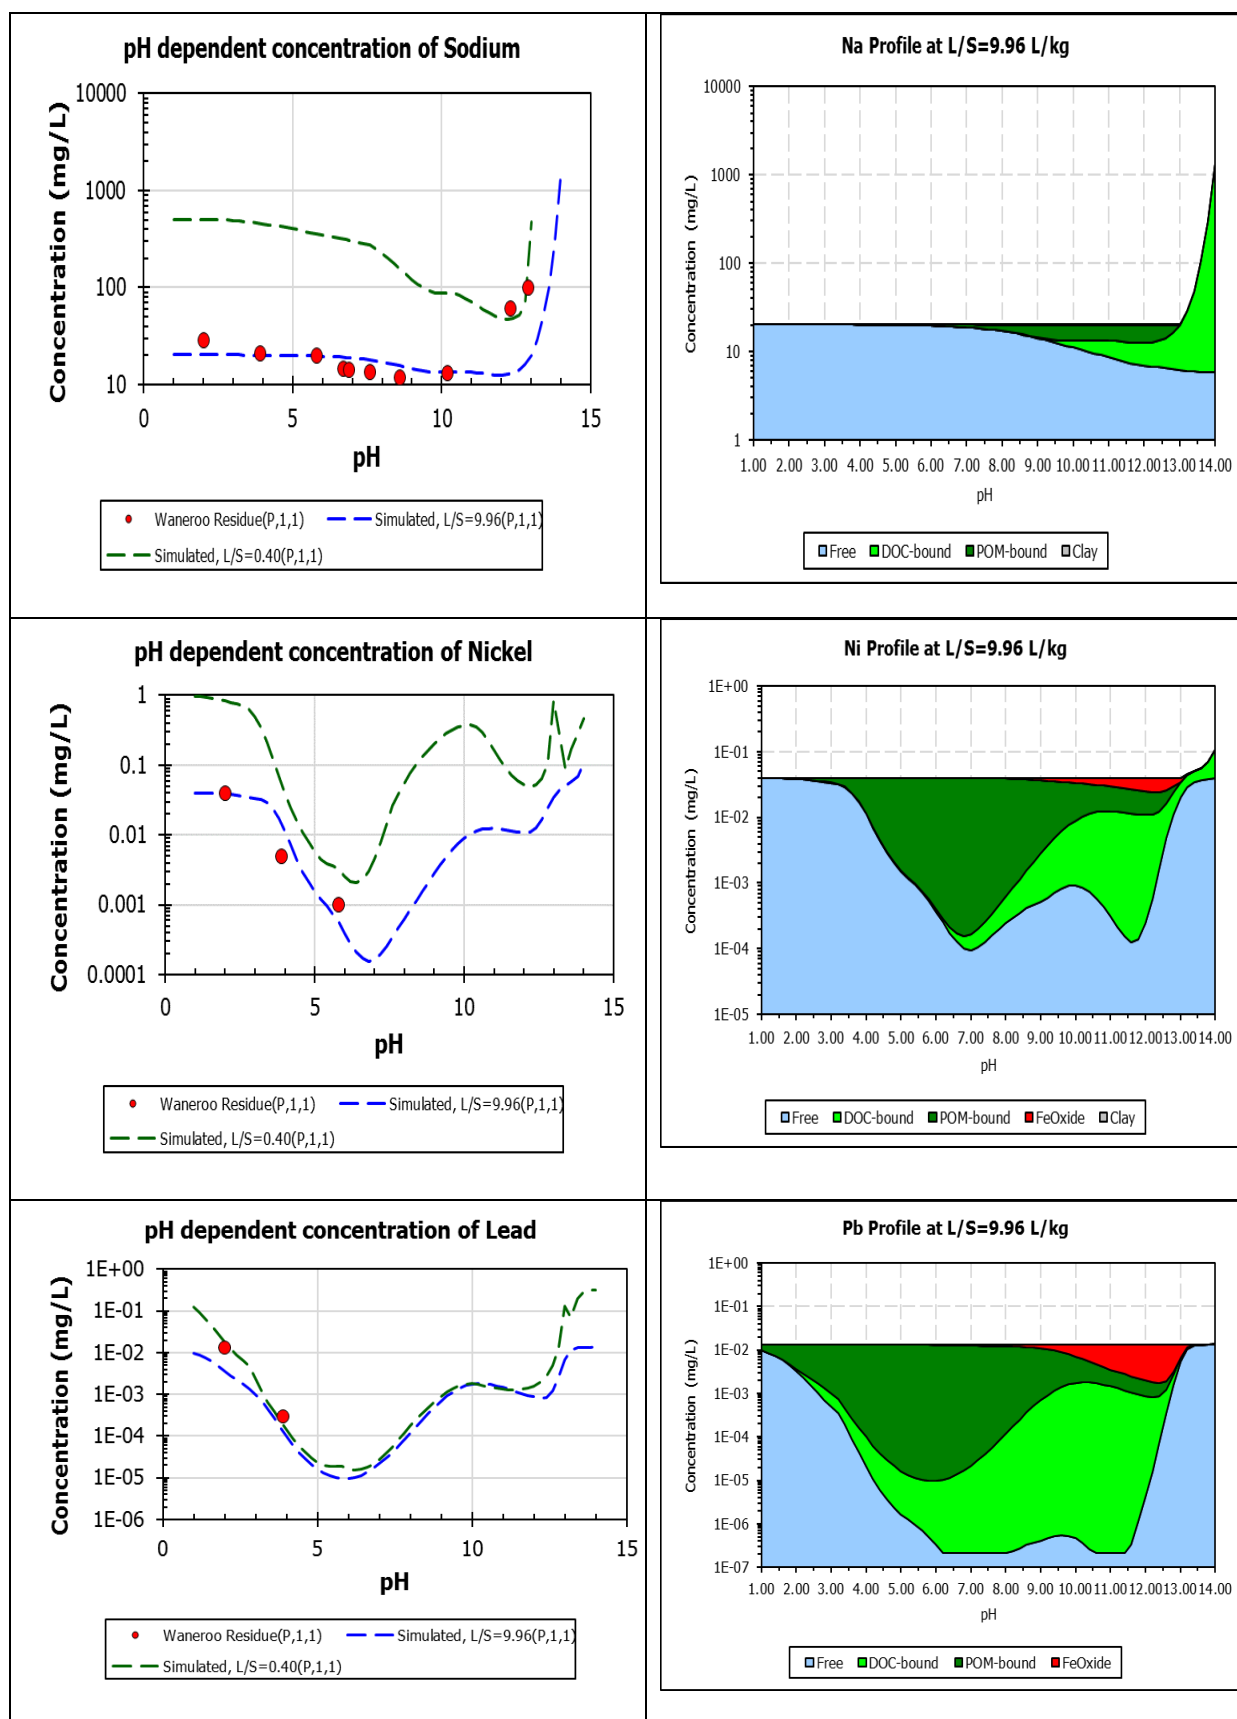 pH dependent concentration of Sodium
Concentration (mg/L)
10000
1000
100
10
0
5
10
15
pH
Waneroo Residue(P,1,1)
Simulated, L/S=9.96(P,1,1)
Simulated, L/S=0.40(P,1,1)
Na Profile at L/S=9.96 L/kg
Concentration (mg/L)
10000
1000
100
10
1
1.00 2.00 3.00 4.00 5.00 6.00 7.00 8.00 9.00 10.00 11.00 12.00 13.00 14.00
pH
Free DOC-bound POM-bound Clay
pH dependent concentration of Nickel
Concentration (mg/L)
1
0.1
0.01
0.001
0.0001
0
5
10
15
pH
Waneroo Residue(P,1,1)
Simulated, L/S=9.96(P,1,1)
Simulated, L/S=0.40(P,1,1)
Ni Profile at L/S=9.96 L/kg
Concentration (mg/L)
1E+00
1E-01
1E-02
1E-03
1E-04
1E-05
1.00 2.00 3.00 4.00 5.00 6.00 7.00 8.00 9.00 10.00 11.00 12.00 13.00 14.00
pH
Free DOC-bound POM-bound FeOxide Clay
pH dependent concentration of Lead
Concentration (mg/L)
1E+00
1E-01
1E-02
1E-03
1E-04
1E-05
1E-06
0
5
10
15
pH
Waneroo Residue(P,1,1)
Simulated, L/S=9.96(P,1,1)
Simulated, L/S=0.40(P,1,1)
Pb Profile at L/S=9.96 L/kg
Concentration (mg/L)
1E+00
1E-01
1E-02
1E-03
1E-04
1E-05
1E-06
1E-07
1.00 2.00 3.00 4.00 5.00 6.00 7.00 8.00 9.00 10.00 11.00 12.00 13.00 14.00
pH
Free DOC-bound POM-bound FeOxide